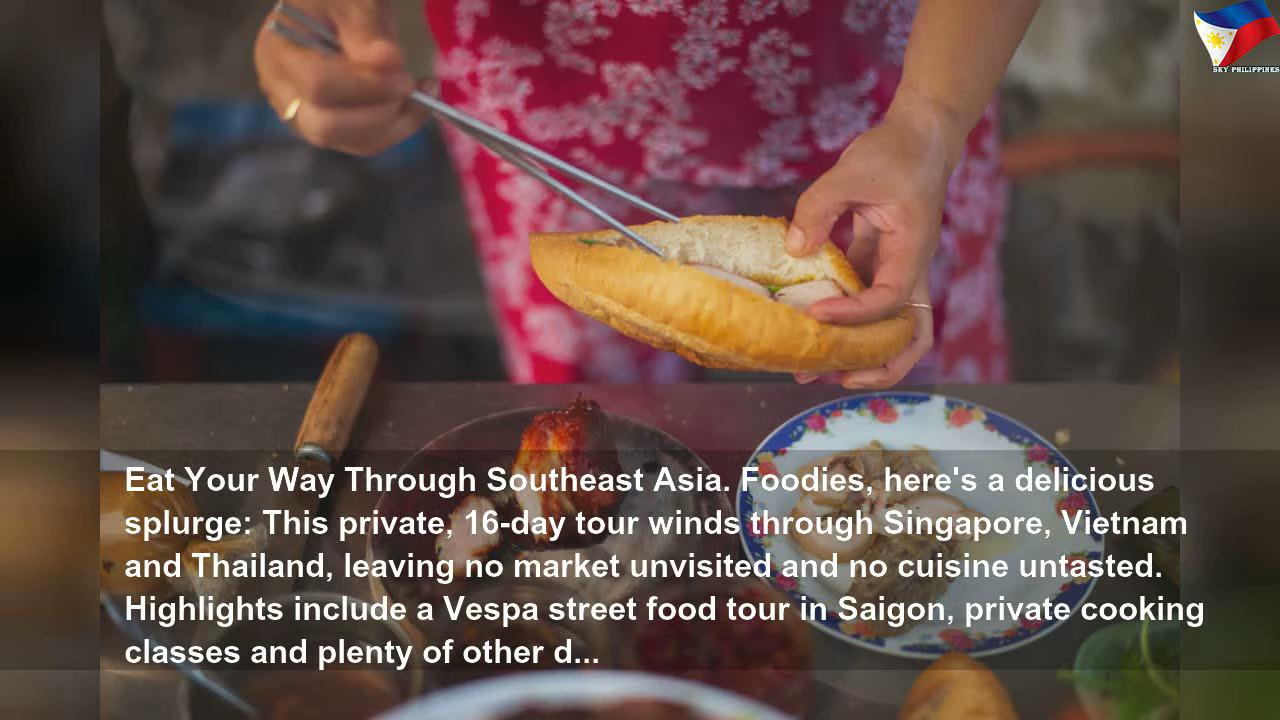 SKY PHILIPPINES
Eat Your Way Through Southeast Asia. Foodies, here's a delicious
splurge: This private, 16-day tour winds through Singapore, Vietnam
and Thailand, leaving no market unvisited and no cuisine untasted.
Highlights include a Vespa street food tour in Saigon, private cooking
classes and plenty of other d...